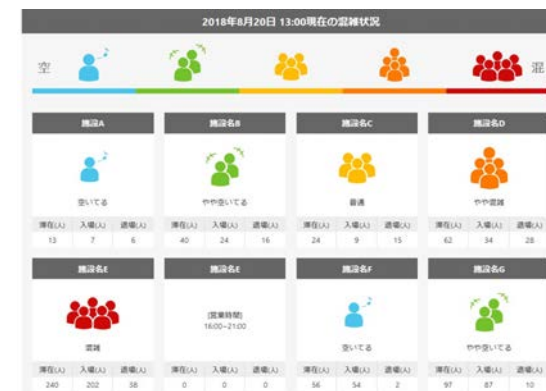 2018年8月20日 13:00現在の混雑状況
空 混
施設A 施設名B 施設名C 施設名D
空いてる やや空いてる 普通 やや混雑
滞在(人) 入場(人) 退場(人) 滞在(人) 入場(人) 退場(人) 滞在(人) 入場(人) 退場(人) 滞在(人) 入場(人) 退場(人)
13 7 6 40 24 16 24 9 15 62 34 28
施設名E 施設名E 施設名F 施設名G
[営業時間]
16:00~21:00
混雑 空いてる やや空いてる
滞在(人) 入場(人) 退場(人) 滞在(人) 入場(人) 退場(人) 滞在(人) 入場(人) 退場(人) 滞在(人) 入場(人) 退場(人)
240 202 38 0 0 0 56 54 2 97 87 10